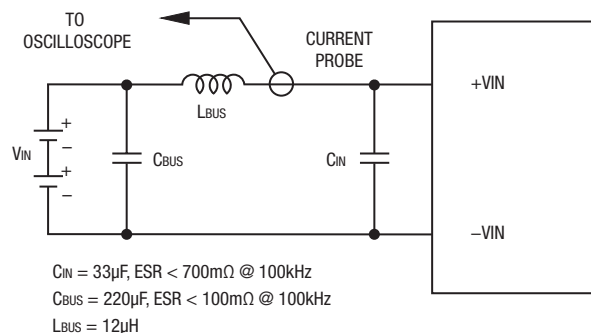 TO
OSCILLOSCOPE
CURRENT
PROBE
+VIN
LBUS
+
VIN
−
+
−
CBUS
CIN
−VIN
CIN = 33µF, ESR < 700mΩ @ 100kHz
CBUS = 220µF, ESR < 100mΩ @ 100kHz
LBUS = 12µH